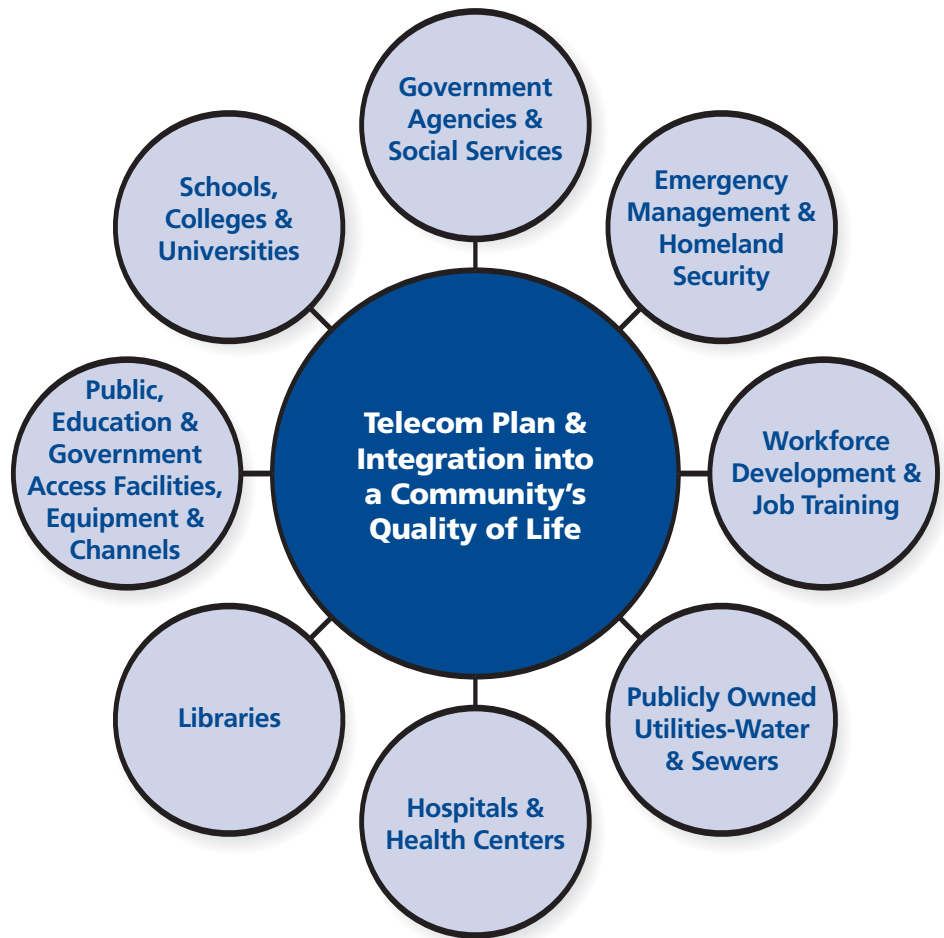 Government
Agencies &
Social Services
Emergency
Management &
Homeland
Security
Workforce
Development &
Job Training
Publicly Owned
Utilities-Water
& Sewers
Hospitals &
Health Centers
Libraries
Public,
Education &
Government
Access Facilities,
Equipment &
Channels
Schools,
Colleges &
Universities
Telecom Plan &
Integration into
a Community’s
Quality of Life